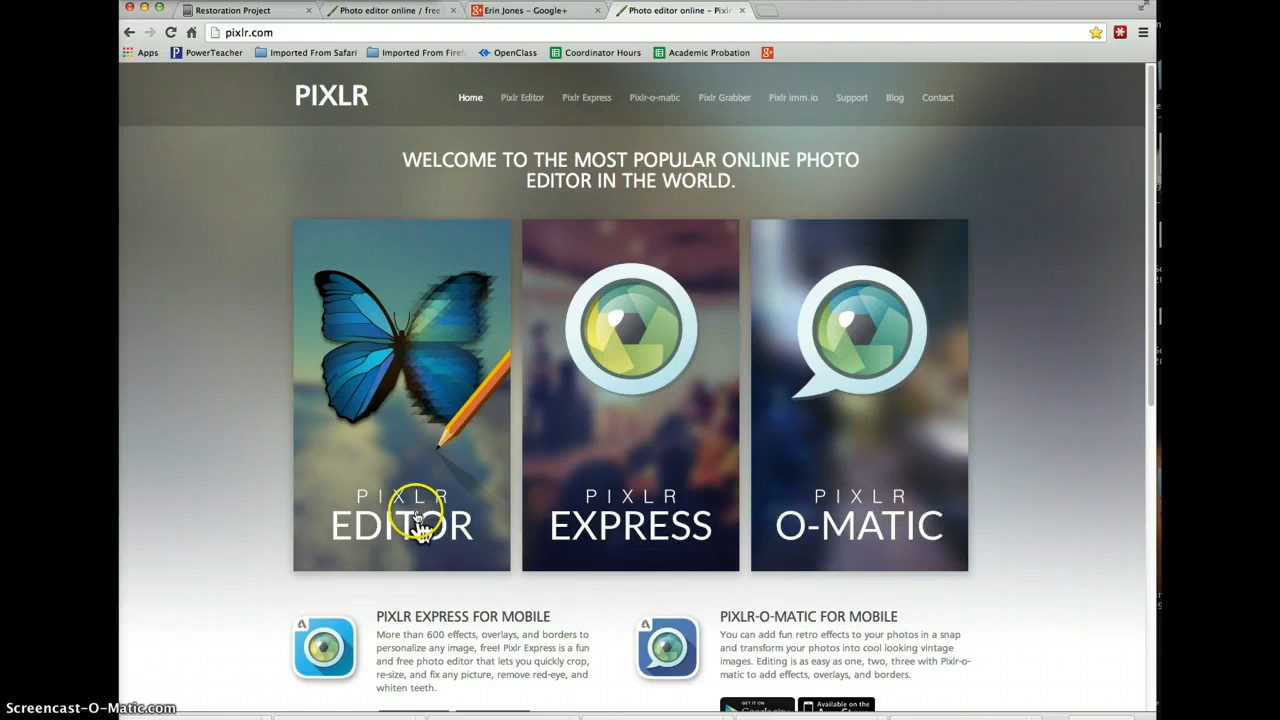 Restoration Project
Photo editor online / free
Erin Jones - Google+
Photo editor online - Pixlr
pixlr.com
Apps
PowerTeacher
Imported From Safari
Imported From Firef
OpenClass
Coordinator Hours
Academic Probation
PIXLR
Home
Pixlr Editor
Pixlr Express
Pixlr-o-matic
Pixlr Grabber
Pixlr imm.io
Support
Blog
Contact
WELCOME TO THE MOST POPULAR ONLINE PHOTO
EDITOR IN THE WORLD.
PIXLR
EDITOR
PIXLR
EXPRESS
PIXLR
O-MATIC
PIXLR EXPRESS FOR MOBILE
More than 600 effects, overlays, and borders to
personalize any image, free! Pixlr Express is a fun
and free photo editor that lets you quickly crop,
re-size, and fix any picture, remove red-eye, and
whiten teeth.
PIXLR-O-MATIC FOR MOBILE
You can add fun retro effects to your photos in a snap
and transform your photos into cool looking vintage
images. Editing is as easy as one, two, three with Pixlr-o-
matic to add effects, overlays, and borders.
GET IT ON
Available on the
Screencast-O-Matic.com